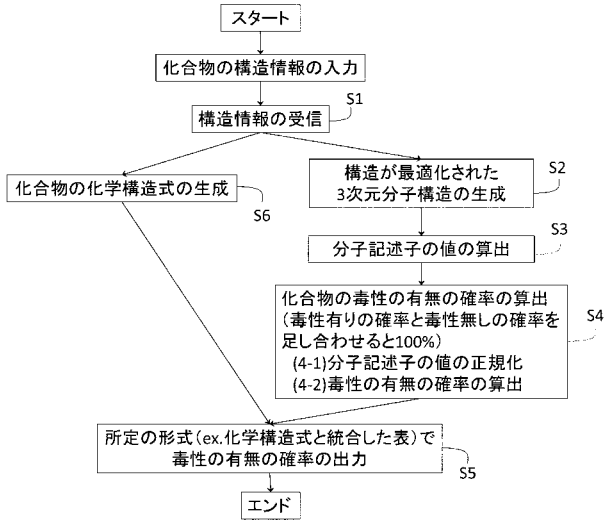 スタート
化合物の構造情報の入力
構造情報の受信
S1
化合物の化学構造式の生成
S6
構造が最適化された
3次元分子構造の生成
S2
分子記述子の値の算出
S3
化合物の毒性の有無の確率の算出
(毒性有りの確率と毒性無しの確率を
足し合わせると100%)
(4-1)分子記述子の値の正規化
(4-2)毒性の有無の確率の算出
S4
所定の形式(ex.化学構造式と統合した表)で
毒性の有無の確率の出力
S5
エンド